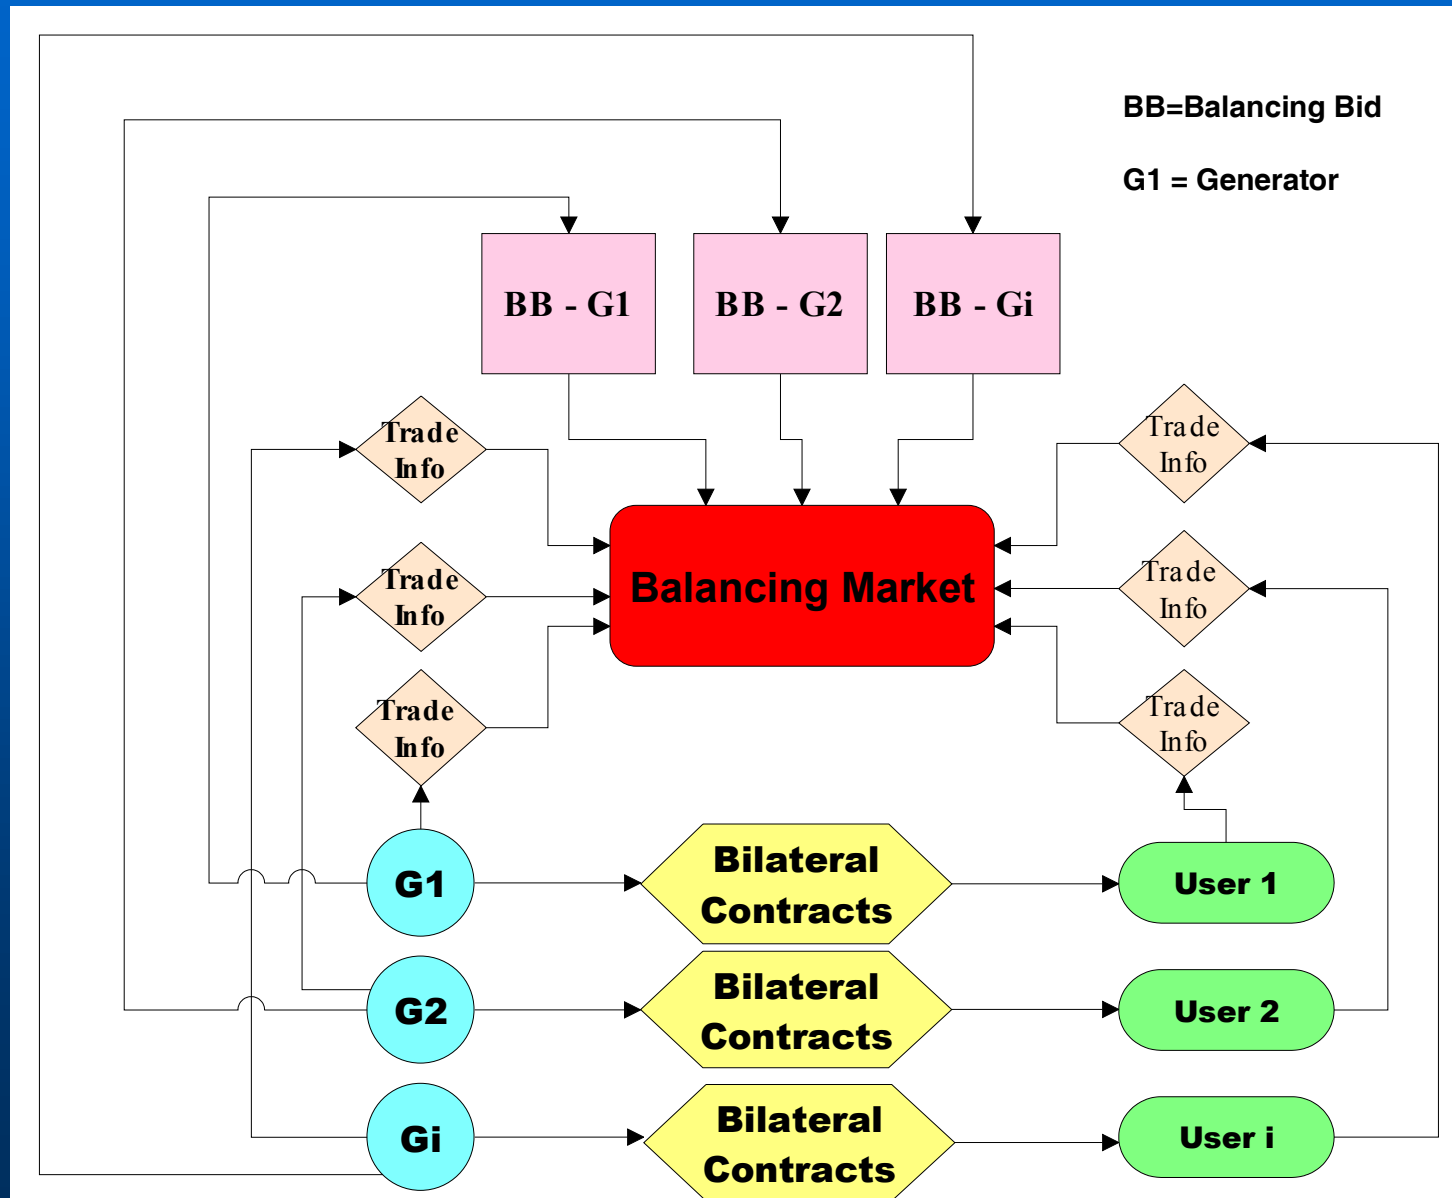 BB=Balancing Bid
G1 = Generator
BB - G1
BB - G2
BB - Gi
Trade
Info
Trade
Info
Trade
Info
Balancing Market
Trade
Info
Trade
Info
Trade
Info
G1
Bilateral
Contracts
User 1
G2
Bilateral
Contracts
User 2
Gi
Bilateral
Contracts
User i